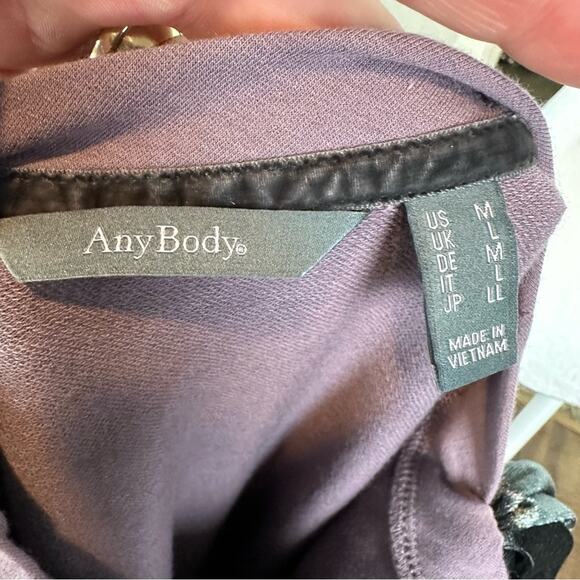 AnyBody®
US M
UK L
DE M
IT L
JP LL
MADE IN
VIETNAM